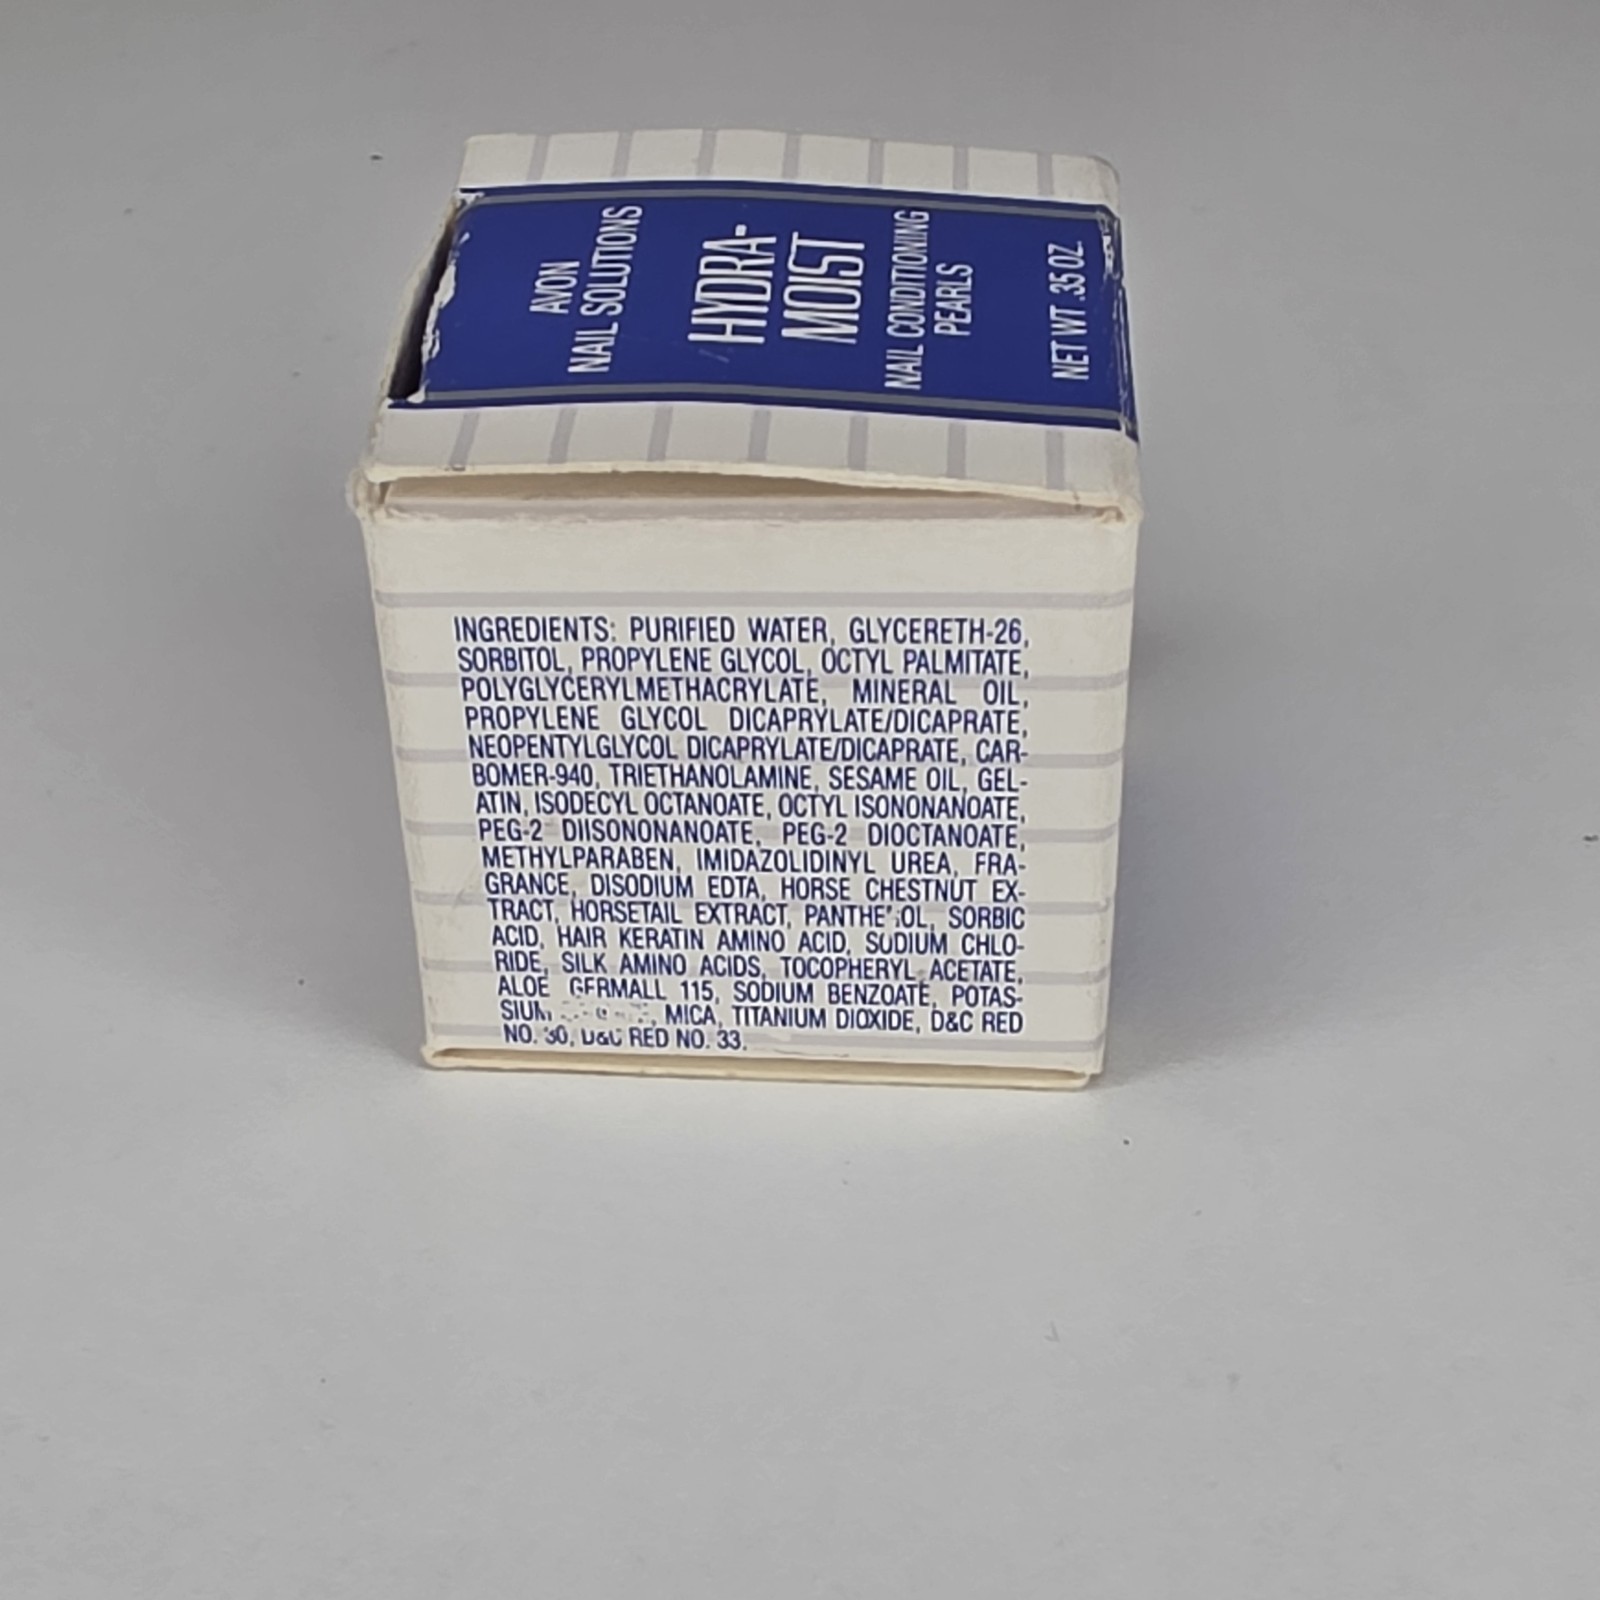 AVON
NAIL SOLUTIONS
HYDRA-
MOIST
NAIL CONDITIONING
PEARLS
NET WT .35 OZ.
INGREDIENTS: PURIFIED WATER, GLYCERETH-26,
SORBITOL, PROPYLENE GLYCOL, OCTYL PALMITATE,
POLYGLYCERYLMETHACRYLATE, MINERAL OIL,
PROPYLENE GLYCOL DICAPRYLATE/DICAPRATE,
NEOPENTYLGLYCOL DICAPRYLATE/DICAPRATE, CAR-
BOMER-940, TRIETHANOLAMINE, SESAME OIL, GEL-
ATIN, ISODECYL OCTANOATE, OCTYL ISONONANOATE,
PEG-2 DIISONONANOATE, PEG-2 DIOCTANOATE,
METHYLPARABEN, IMIDAZOLIDINYL UREA, FRA-
GRANCE, DISODIUM EDTA, HORSE CHESTNUT EX-
TRACT, HORSETAIL EXTRACT, PANTHENOL, SORBIC
ACID, HAIR KERATIN AMINO ACID, SODIUM CHLO-
RIDE, SILK AMINO ACIDS, TOCOPHERYL ACETATE,
ALOE GERMALL 115, SODIUM BENZOATE, POTAS-
SIUM , MICA, TITANIUM DIOXIDE, D&C RED
NO. 30, D&C RED NO. 33.